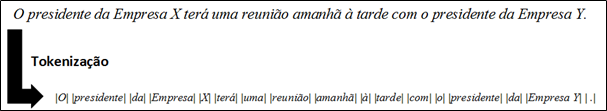 O presidente da Empresa X terá uma reunião amanhã à tarde com o presidente da Empresa Y.
Tokenização
|O| |presidente| |da| |Empresa| |X| |terá| |uma| |reunião| |amanhã| |à| |tarde| |com| |o| |presidente| |da| |Empresa Y| | .|